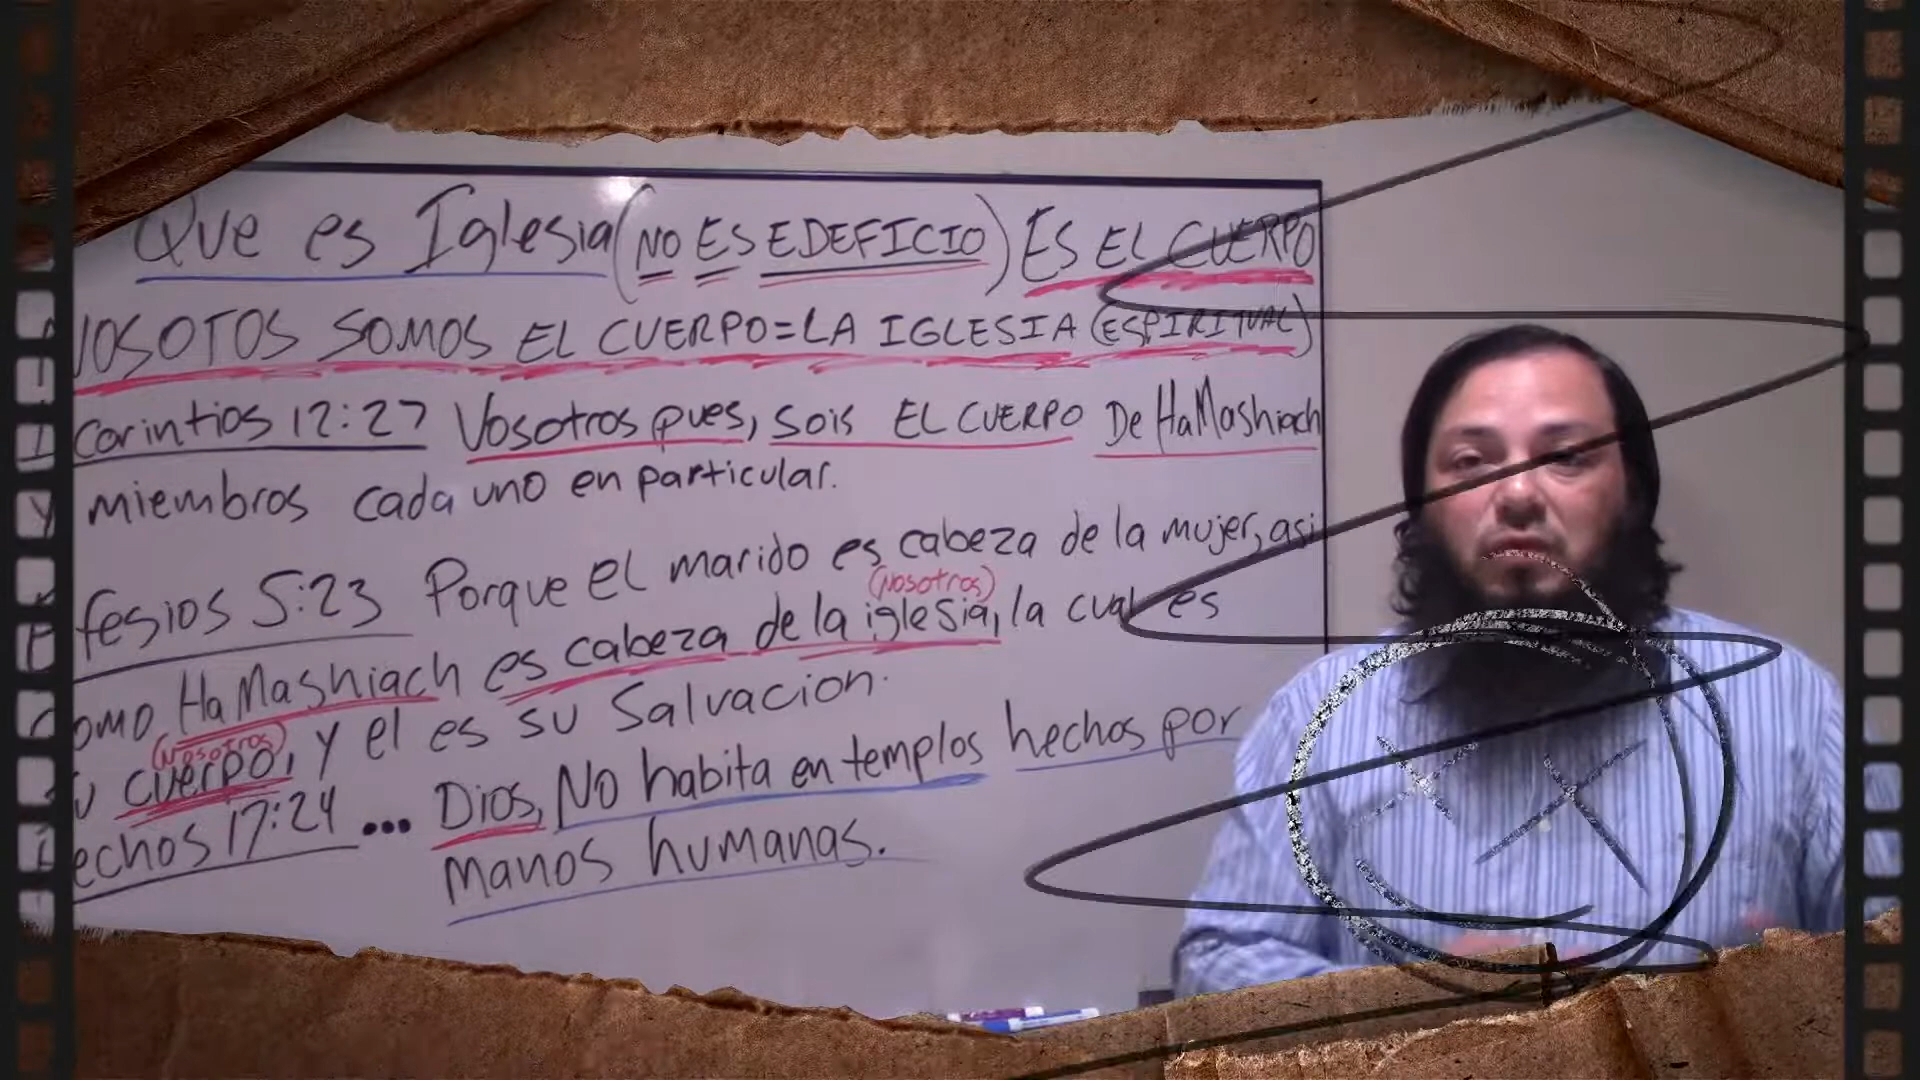 Que es Iglesia (NO ES EDEFICIO) ES EL CUERPO
NOSOTOS SOMOS EL CUERPO=LA IGLESIA (ESPIRITUAL)
Corintios 12:27 Vosotros pues, sois EL CUERPO De HaMashiach
miembros cada uno en particular.
fesios 5:23 Porque el marido es cabeza de la mujer, asi
(NOSOTROS)
omo HaMashiach es cabeza de la iglesia, la cual es
(NOSOTROS)
u cuerpo, y el es su Salvacion.
echos 17:24 ... Dios, No habita en templos hechos por
manos humanas.